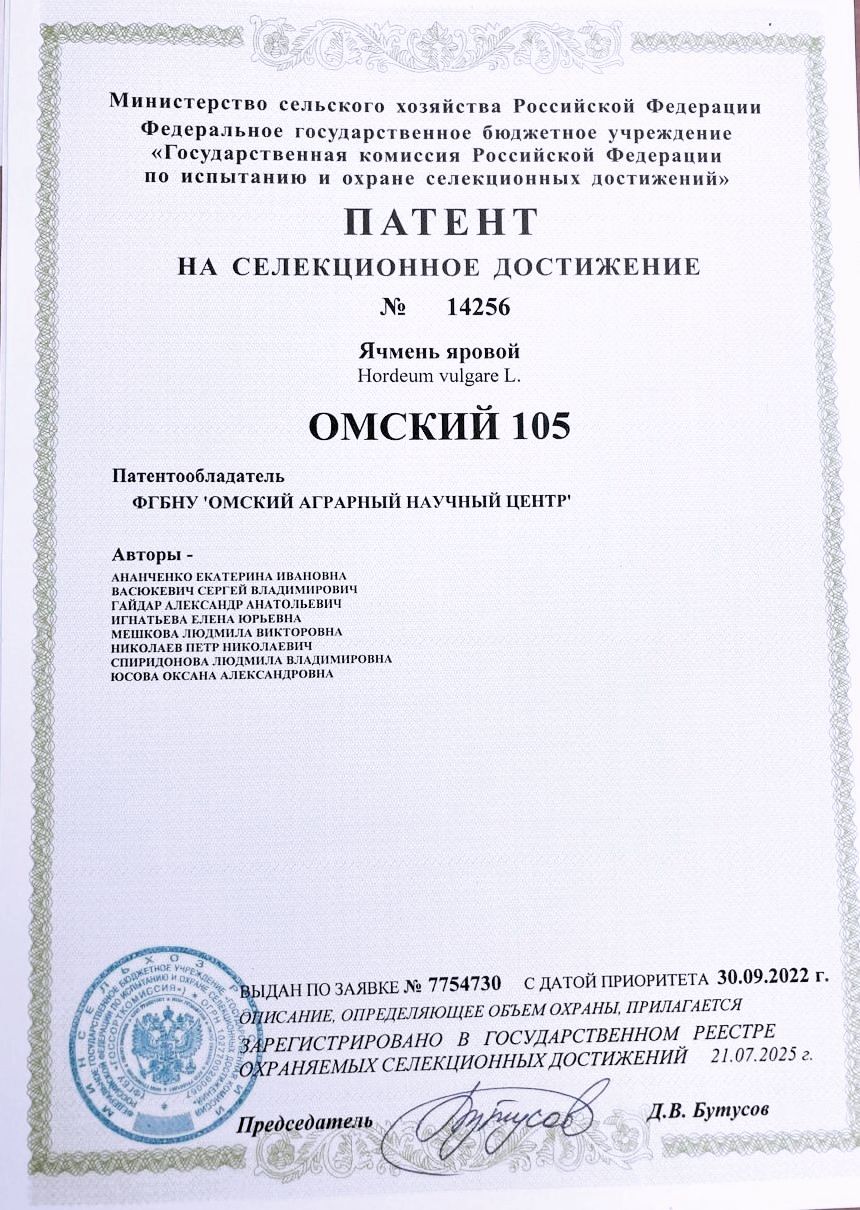 Министерство сельского хозяйства Российской Федерации
Федеральное государственное бюджетное учреждение
«Государственная комиссия Российской Федерации
по испытанию и охране селекционных достижений»
ПАТЕНТ
НА СЕЛЕКЦИОННОЕ ДОСТИЖЕНИЕ
№ 14256
Ячмень яровой
Hordeum vulgare L.
ОМСКИЙ 105
Патентообладатель
ФГБНУ 'ОМСКИЙ АГРАРНЫЙ НАУЧНЫЙ ЦЕНТР'
Авторы -
АНАНЧЕНКО ЕКАТЕРИНА ИВАНОВНА
ВАСЮКЕВИЧ СЕРГЕЙ ВЛАДИМИРОВИЧ
ГАЙДАР АЛЕКСАНДР АНАТОЛЬЕВИЧ
ИГНАТЬЕВА ЕЛЕНА ЮРЬЕВНА
МЕШКОВА ЛЮДМИЛА ВИКТОРОВНА
НИКОЛАЕВ ПЕТР НИКОЛАЕВИЧ
СПИРИДОНОВА ЛЮДМИЛА ВЛАДИМИРОВНА
ЮСОВА ОКСАНА АЛЕКСАНДРОВНА
ВЫДАН ПО ЗАЯВКЕ № 7754730 С ДАТОЙ ПРИОРИТЕТА 30.09.2022 г.
ОПИСАНИЕ, ОПРЕДЕЛЯЮЩЕЕ ОБЪЕМ ОХРАНЫ, ПРИЛАГАЕТСЯ
ЗАРЕГИСТРИРОВАНО В ГОСУДАРСТВЕННОМ РЕЕСТРЕ
ОХРАНЯЕМЫХ СЕЛЕКЦИОННЫХ ДОСТИЖЕНИЙ 21.07.2025 г.
Председатель Бутусов Д.В. Бутусов
МИНСЕЛЬХОЗ